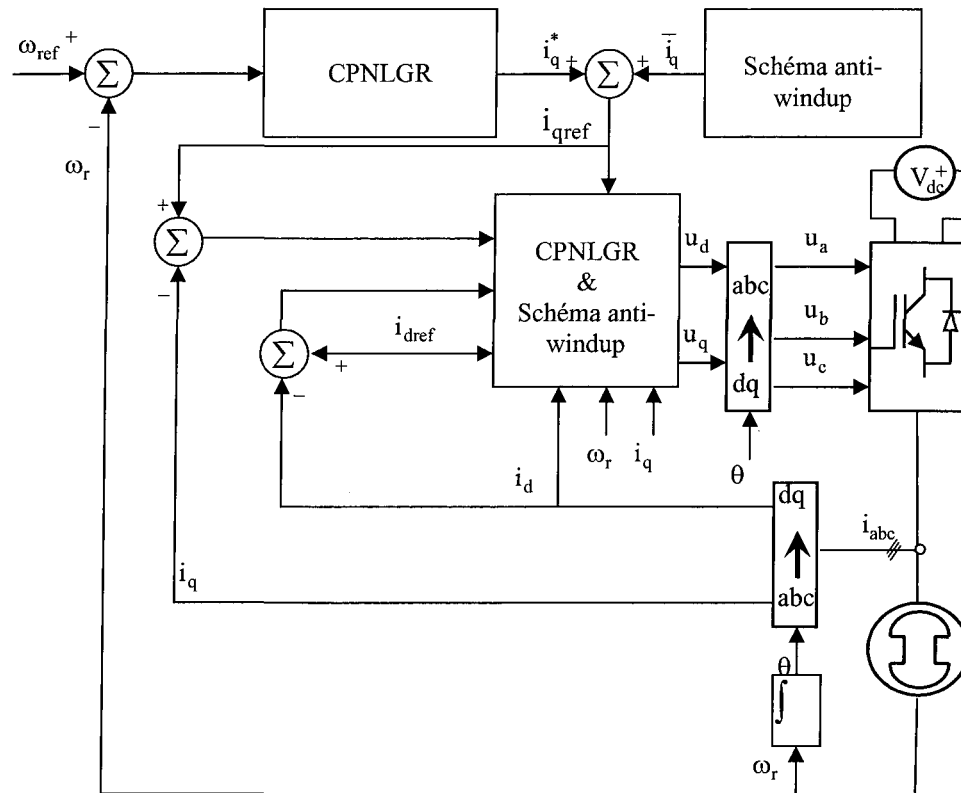 ω_ref +
Σ
−
ω_r
CPNLGR
i_q^* +
Σ
+ i̅_q
Schéma anti-
windup
i_qref
+
Σ
−
V_dc +
CPNLGR
&
Schéma anti-
windup
u_d
u_q
abc
dq
θ
u_a
u_b
u_c
i_dref
Σ
+
−
ω_r
i_q
i_d
dq
abc
i_abc
i_q
θ
∫
ω_r